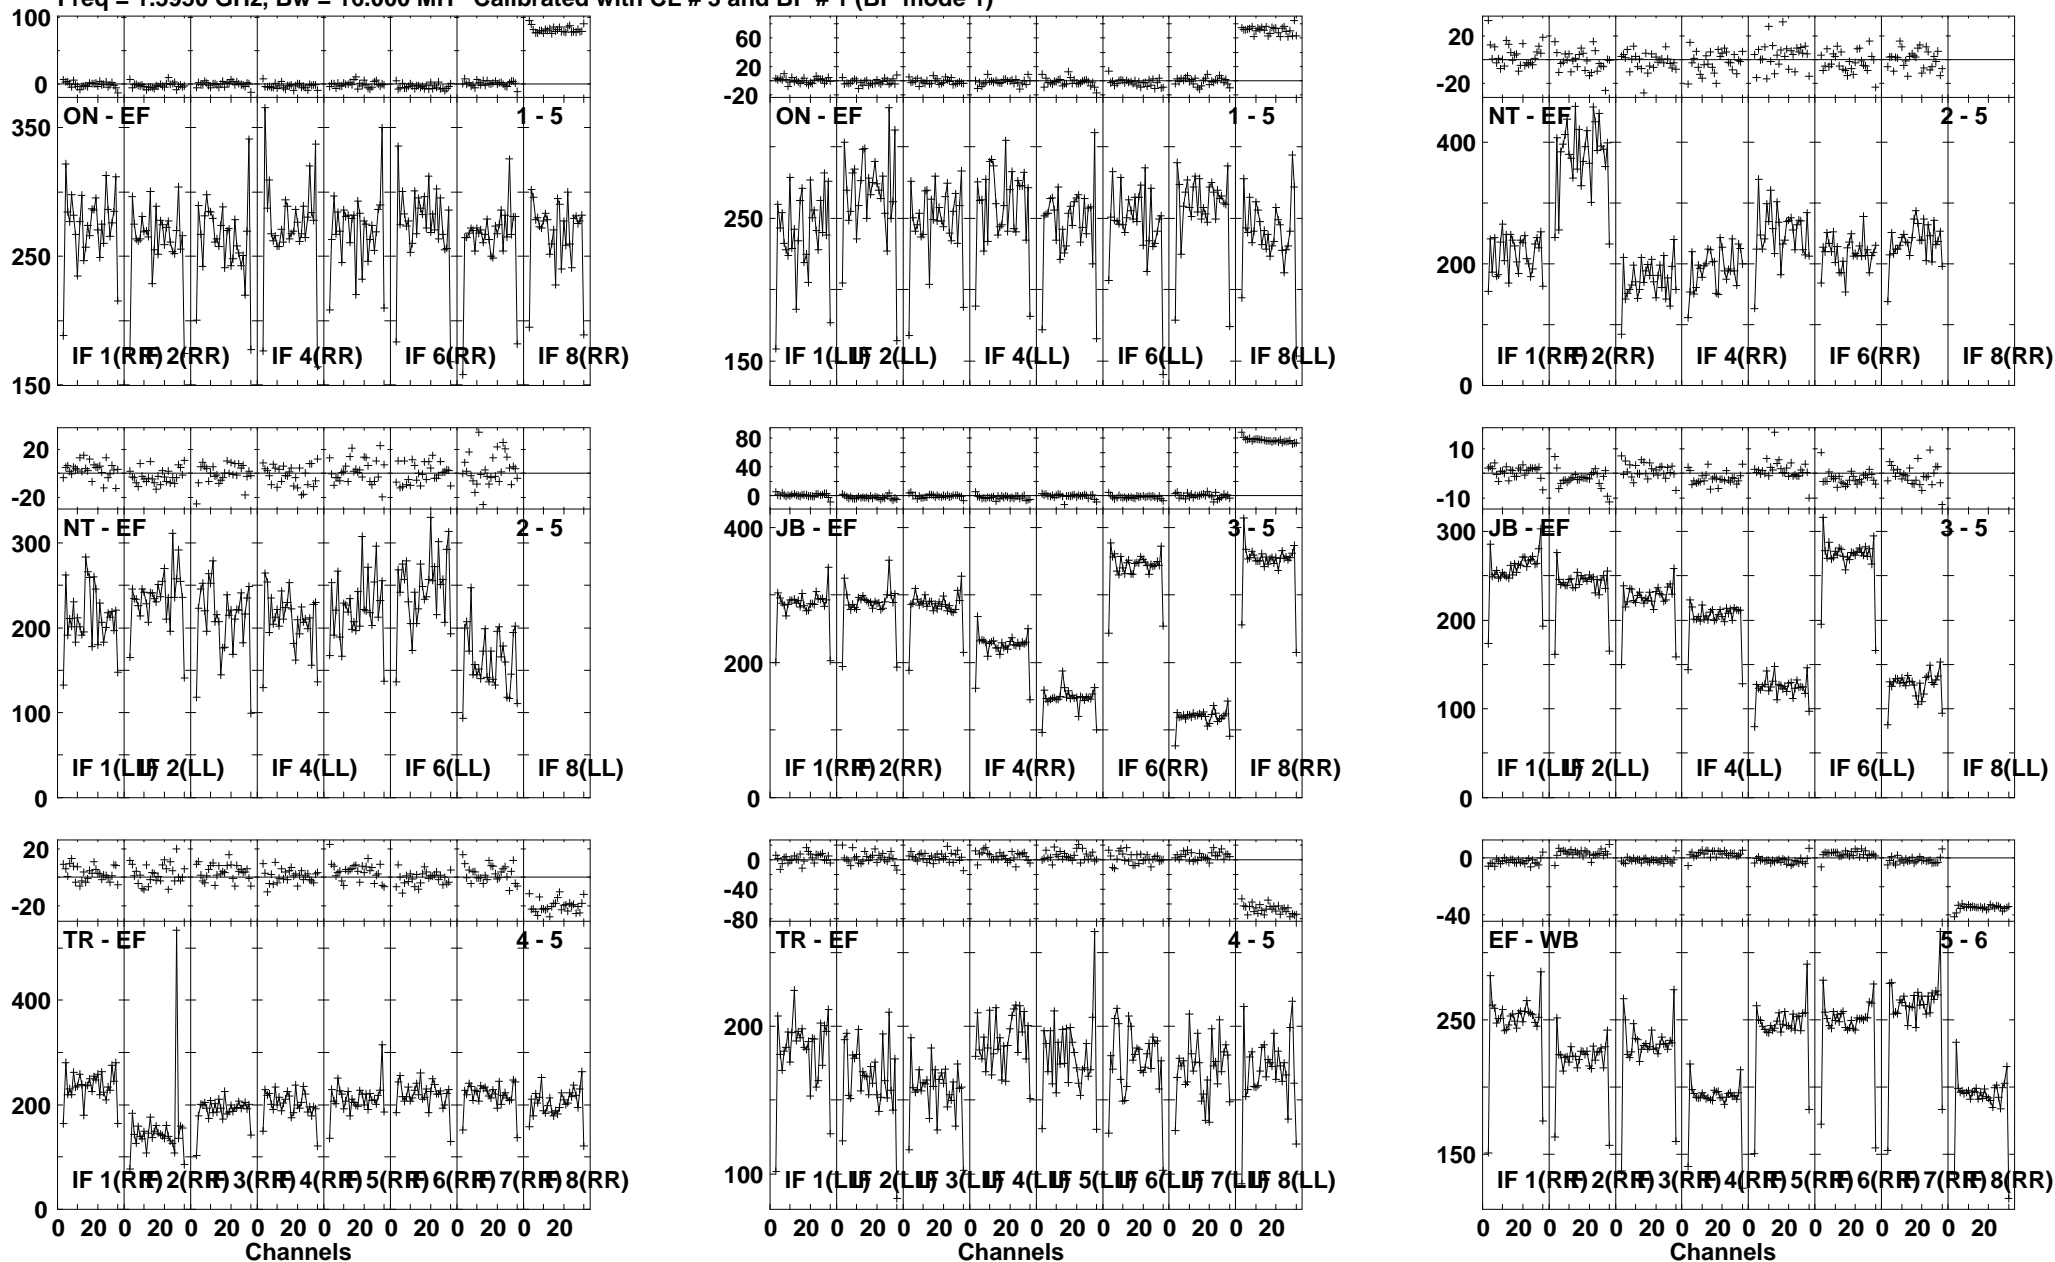 Freq = 1.5950 GHz, Bw = 16.000 MH Calibrated with CL # 3 and BP # 1 (BP mode 1)
100
0
ON - EF
1 - 5
350
250
150
IF 1(RR)
IF 2(RR)
IF 4(RR)
IF 6(RR)
IF 8(RR)
60
20
-20
ON - EF
1 - 5
250
150
IF 1(LL)
IF 2(LL)
IF 4(LL)
IF 6(LL)
IF 8(LL)
20
-20
NT - EF
2 - 5
400
200
0
IF 1(RR)
IF 2(RR)
IF 4(RR)
IF 6(RR)
IF 8(RR)
20
-20
NT - EF
2 - 5
300
200
100
0
IF 1(LL)
IF 2(LL)
IF 4(LL)
IF 6(LL)
IF 8(LL)
80
40
0
JB - EF
3 - 5
400
200
0
IF 1(RR)
IF 2(RR)
IF 4(RR)
IF 6(RR)
IF 8(RR)
10
-10
JB - EF
3 - 5
300
200
100
0
IF 1(LL)
IF 2(LL)
IF 4(LL)
IF 6(LL)
IF 8(LL)
20
-20
TR - EF
4 - 5
400
200
0
IF 1(RR)
IF 2(RR)
IF 3(RR)
IF 4(RR)
IF 5(RR)
IF 6(RR)
IF 7(RR)
IF 8(RR)
0 20 0 20 0 20 0 20 0 20 0 20 0 20 0 20
Channels
0
-40
-80
TR - EF
4 - 5
200
100
IF 1(LL)
IF 2(LL)
IF 3(LL)
IF 4(LL)
IF 5(LL)
IF 6(LL)
IF 7(LL)
IF 8(LL)
0 20 0 20 0 20 0 20 0 20 0 20 0 20 0 20
Channels
0
-40
EF - WB
5 - 6
250
150
IF 1(RR)
IF 2(RR)
IF 3(RR)
IF 4(RR)
IF 5(RR)
IF 6(RR)
IF 7(RR)
IF 8(RR)
0 20 0 20 0 20 0 20 0 20 0 20 0 20 0 20
Channels